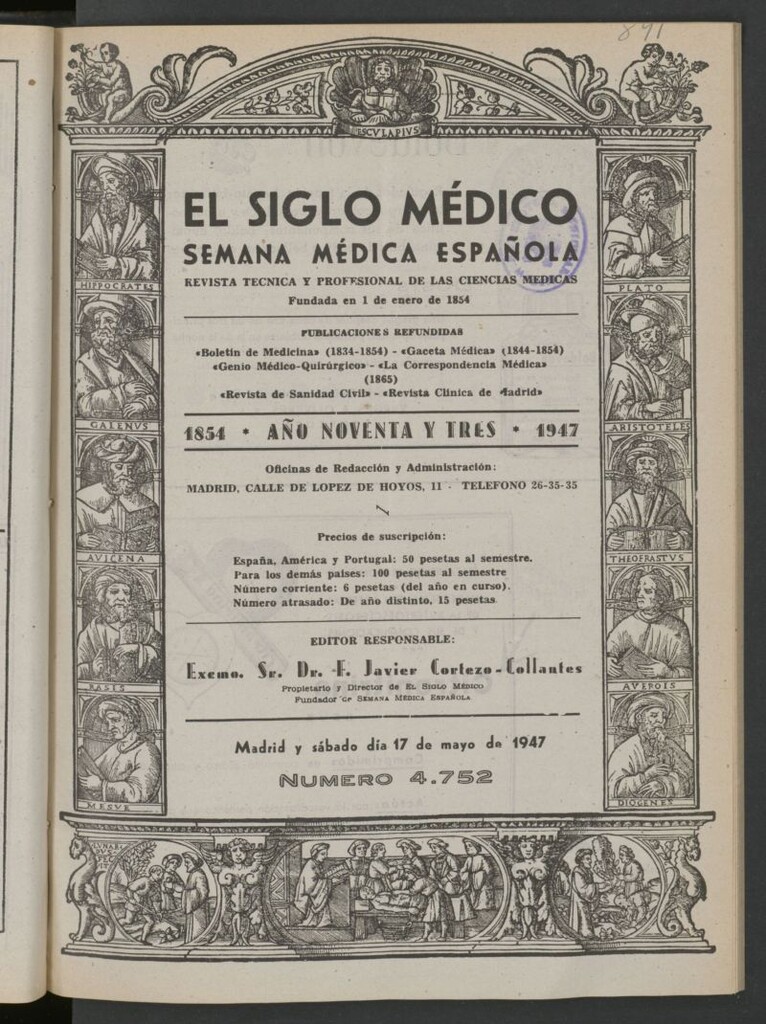 891
ESCVLAPIVS
EL SIGLO MÉDICO
SEMANA MÉDICA ESPAÑOLA
REVISTA TECNICA Y PROFESIONAL DE LAS CIENCIAS MEDICAS
Fundada en 1 de enero de 1854
PUBLICACIONES REFUNDIDAS
«Boletín de Medicina» (1834-1854) - «Gaceta Médica» (1844-1854)
«Genio Médico-Quirúrgico» - «La Correspondencia Médica»
(1865)
«Revista de Sanidad Civil» - «Revista Clínica de Madrid»
1854 * AÑO NOVENTA Y TRES * 1947
Oficinas de Redacción y Administración:
MADRID, CALLE DE LOPEZ DE HOYOS, 11 - TELEFONO 26-35-35
Precios de suscripción:
España, América y Portugal: 50 pesetas al semestre.
Para los demás países: 100 pesetas al semestre
Número corriente: 6 pesetas (del año en curso).
Número atrasado: De año distinto, 15 pesetas
EDITOR RESPONSABLE:
Excmo. Sr. Dr. F. Javier Cortezo-Collantes
Propietario y Director de EL SIGLO MÉDICO
Fundador de SEMANA MÉDICA ESPAÑOLA
Madrid y sábado día 17 de mayo de 1947
NUMERO 4.752
HIPPOCRATES
GALENVS
AVICENA
RASIS
MESVE
PLATO
ARISTOTELES
THEOFRASTVS
AVEROIS
DIOGENES